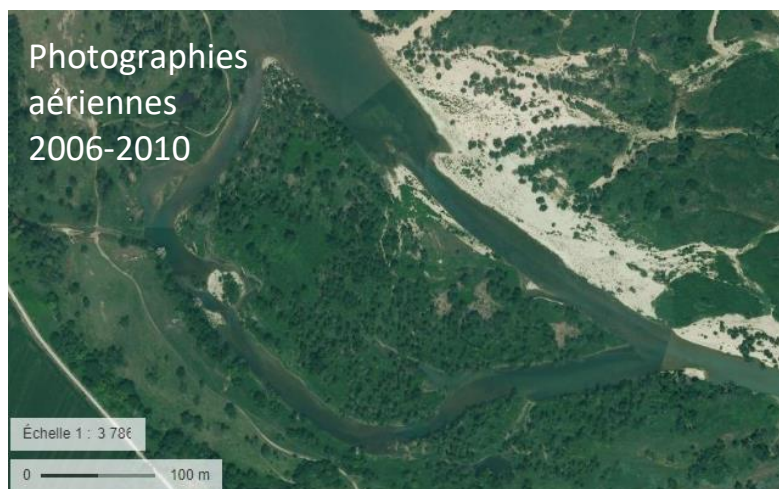 Photographies
aériennes
2006-2010
Échelle 1 : 3 786
0 100 m